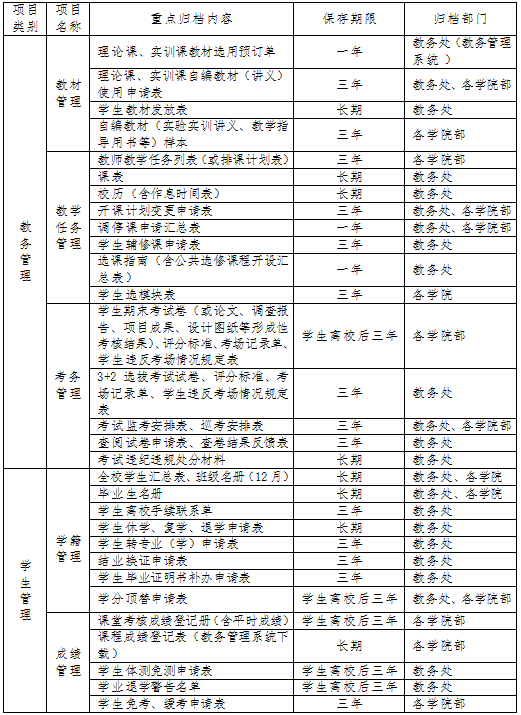 项目类别 项目名称 重点归档内容 保存期限 归档部门
教务管理
教材管理
理论课、实训课教材选用预订单 一年 教务处（教务管理系统 ）
理论课、实训课自编教材（讲义）
使用申请表 三年 教务处、各学院部
学生教材发放表 长期 教务处
自编教材（实验实训讲义、教学指
导用书等）样本 三年 各学院部
教学任务管理
教师教学任务列表（或排课计划表） 三年 各学院部
课表 长期 教务处
校历（含作息时间表） 长期 教务处
开课计划变更申请表 三年 教务处、各学院部
调停课申请汇总表 一年 教务处、各学院部
学生辅修课申请表 三年 教务处
选课指南（含公共选修课程开设汇
总表） 一年 教务处
学生选模块表 三年 各学院
考务管理
学生期末考试卷（或论文、调查报
告、项目成果、设计图纸等形成性
考核结果）、评分标准、考场记录单、
学生违反考场情况规定表 学生离校后三年 各学院部
3+2 选拔考试试卷、评分标准、考
场记录单、学生违反考场情况规定
表 三年 教务处
考试监考安排表、巡考安排表 三年 教务处、各学院部
查阅试卷申请表、查卷结果反馈表 三年 教务处
考试违纪违规处分材料 长期 教务处
学生管理
学籍管理
全校学生汇总表、班级名册（12 月） 长期 教务处、各学院
毕业生名册 长期 教务处、各学院
学生离校手续联系单 三年 教务处
学生休学、复学、退学申请表 长期 教务处
学生转专业（学）申请表 三年 教务处
结业换证申请表 三年 教务处
学生毕业证明书补办申请表 三年 教务处
学分顶替申请表 学生离校后三年 教务处、各学院部
成绩管理
课堂考核成绩登记册（含平时成绩） 学生离校后三年 各学院部
课程成绩登记表（教务管理系统下
载） 长期 各学院部
学生体测免测申请表 学生离校后三年 教务处
学业退学警告名单 学生离校后三年 教务处
学生免考、缓考申请表 三年 各学院部